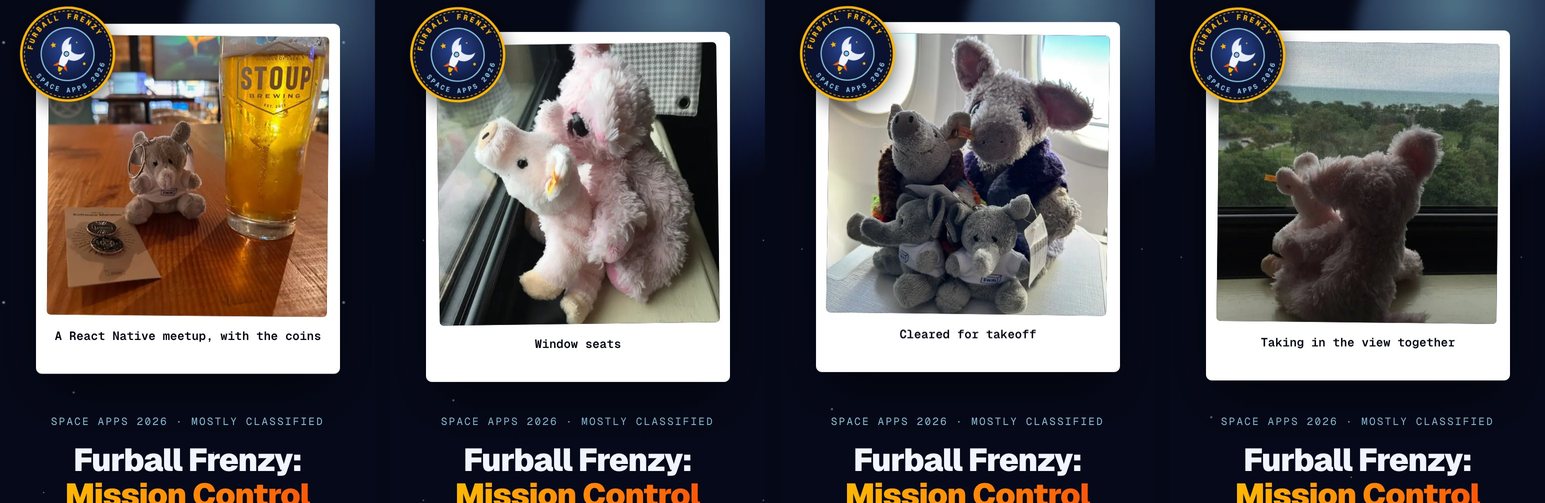 FURBALL FRENZY
SPACE APPS 2026
STOUP
BREWING
A React Native meetup, with the coins
SPACE APPS 2026 · MOSTLY CLASSIFIED
Furball Frenzy:
Mission Control
FURBALL FRENZY
SPACE APPS 2026
Window seats
SPACE APPS 2026 · MOSTLY CLASSIFIED
Furball Frenzy:
Mission Control
FURBALL FRENZY
SPACE APPS 2026
Cleared for takeoff
SPACE APPS 2026 · MOSTLY CLASSIFIED
Furball Frenzy:
Mission Control
FURBALL FRENZY
SPACE APPS 2026
Taking in the view together
SPACE APPS 2026 · MOSTLY CLASSIFIED
Furball Frenzy:
Mission Control